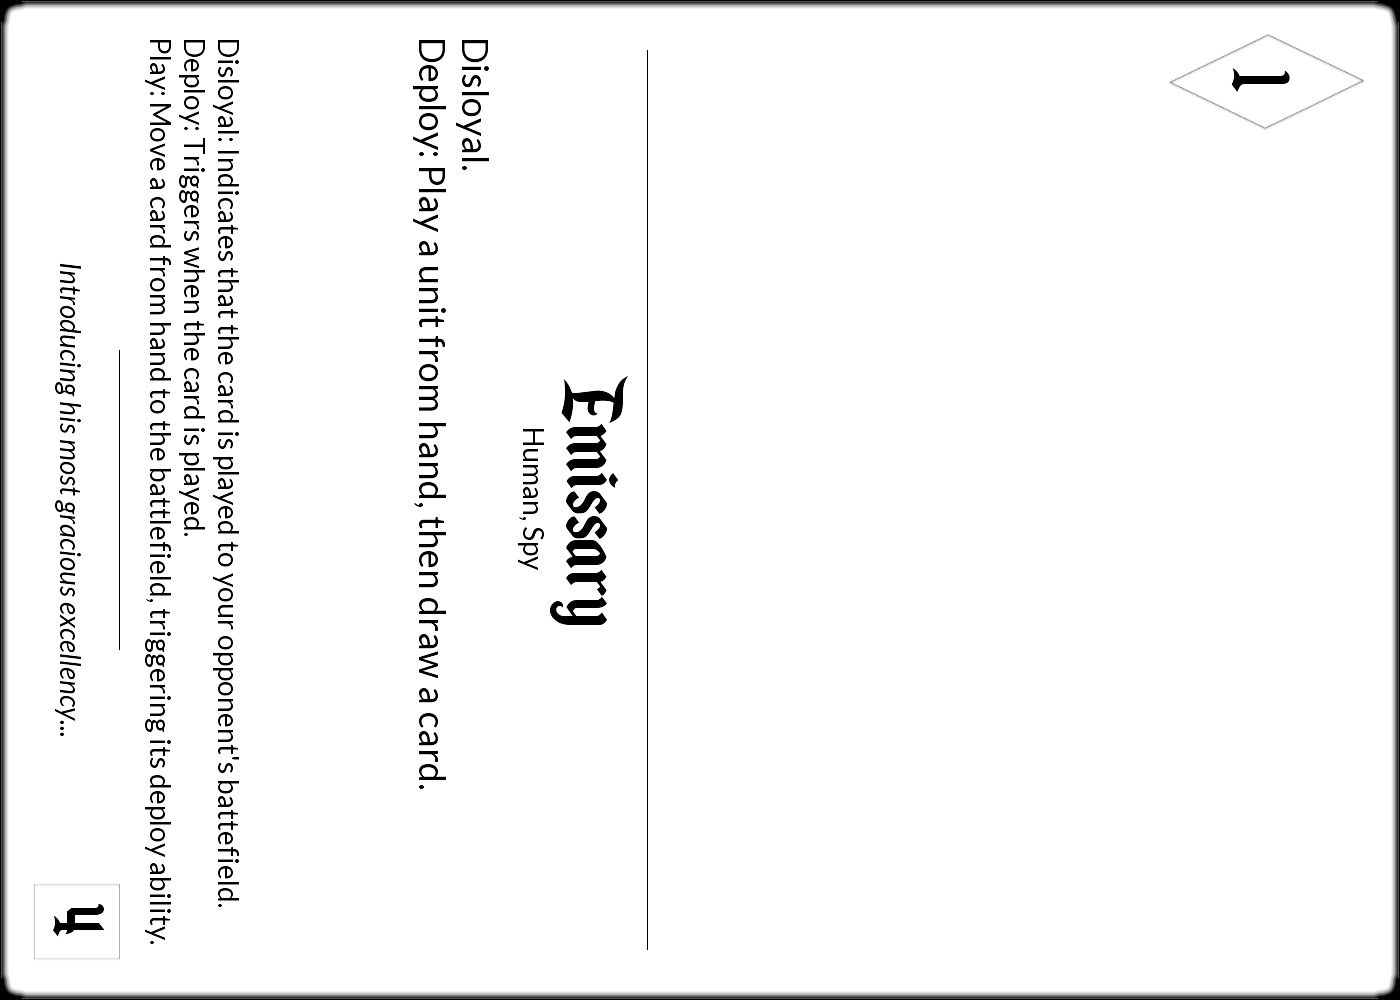 1
Emissary
Human, Spy
Disloyal.
Deploy: Play a unit from hand, then draw a card.
Disloyal: Indicates that the card is played to your opponent's battefield.
Deploy: Triggers when the card is played.
Play: Move a card from hand to the battlefield, triggering its deploy ability.
Introducing his most gracious excellency...
4